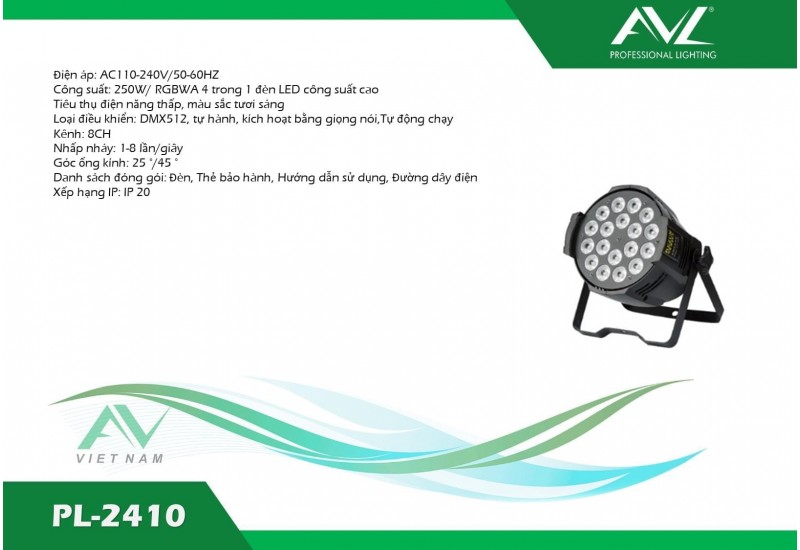 AVL®
PROFESSIONAL LIGHTING
Điện áp: AC110-240V/50-60HZ
Công suất: 250W/ RGBWA 4 trong 1 đèn LED công suất cao
Tiêu thụ điện năng thấp, màu sắc tươi sáng
Loại điều khiển: DMX512, tự hành, kích hoạt bằng giọng nói,Tự động chạy
Kênh: 8CH
Nhấp nháy: 1-8 lần/giây
Góc ống kính: 25 °/45 °
Danh sách đóng gói: Đèn, Thẻ bảo hành, Hướng dẫn sử dụng, Đường dây điện
Xếp hạng IP: IP 20
AV
VIET NAM
PL-2410